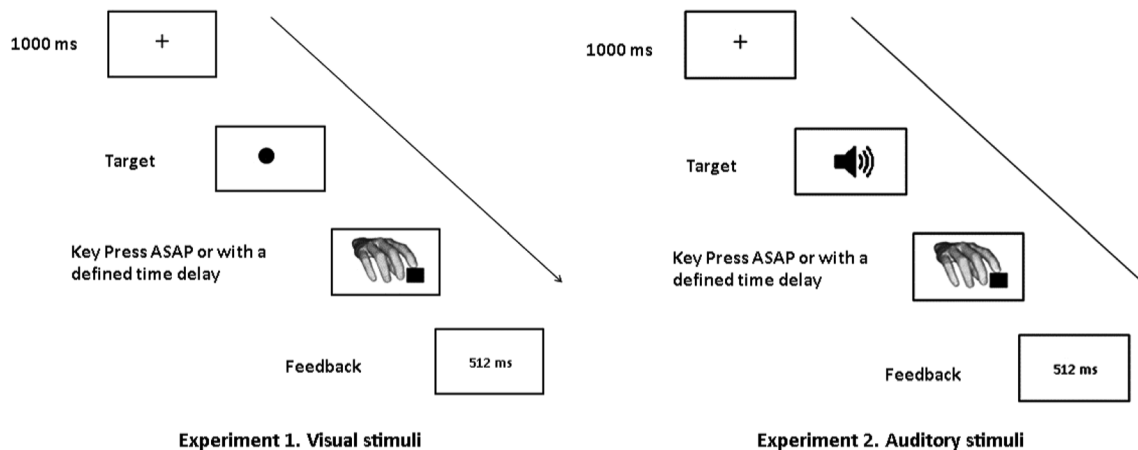 1000 ms
+
Target
Key Press ASAP or with a
defined time delay
Feedback
512 ms
Experiment 1. Visual stimuli
1000 ms
+
Target
Key Press ASAP or with a
defined time delay
Feedback
512 ms
Experiment 2. Auditory stimuli